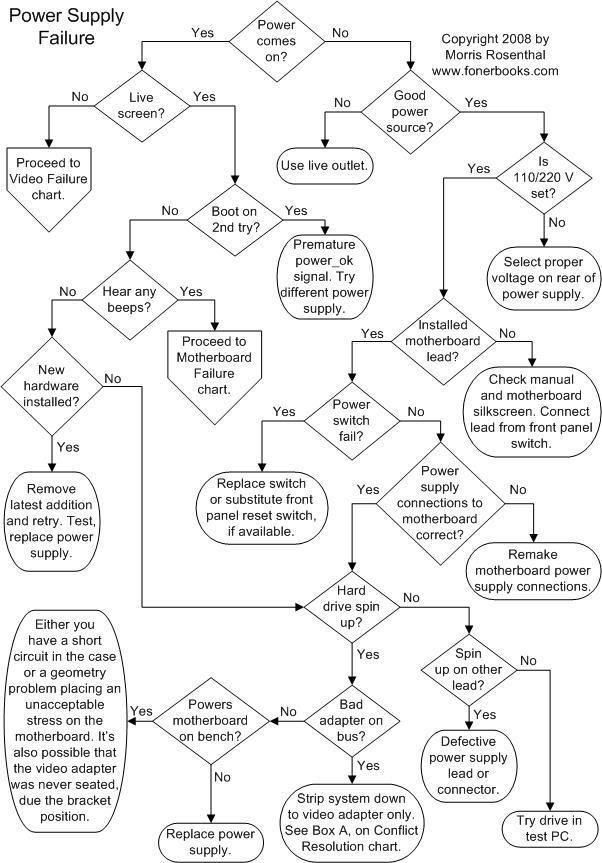 Power Supply
Failure
Power
comes
on?
Yes
No
Copyright 2008 by
Morris Rosenthal
www.fonerbooks.com
Live
screen?
No
Yes
Good
power
source?
No
Yes
Proceed to
Video Failure
chart.
Use live outlet.
Is
110/220 V
set?
Yes
No
Boot on
2nd try?
No
Yes
Premature
power_ok
signal. Try
different power
supply.
Select proper
voltage on rear of
power supply.
Hear any
beeps?
No
Yes
Proceed to
Motherboard
Failure
chart.
Installed
motherboard
lead?
Yes
No
New
hardware
installed?
No
Yes
Check manual
and motherboard
silkscreen. Connect
lead from front panel
switch.
Power
switch
fail?
Yes
No
Remove
latest addition
and retry. Test,
replace power
supply.
Replace switch
or substitute front
panel reset switch,
if available.
Power
supply
connections to
motherboard
correct?
Yes
No
Remake
motherboard power
supply connections.
Hard
drive spin
up?
No
Yes
Either you
have a short
circuit in the case
or a geometry
problem placing an
unacceptable
stress on the
motherboard. It's
also possible that
the video adapter
was never seated,
due the bracket
position.
Spin
up on other
lead?
No
Yes
Powers
motherboard
on bench?
Yes
No
Bad
adapter on
bus?
No
Yes
Defective
power supply
lead or
connector.
Replace power
supply.
Strip system down
to video adapter only.
See Box A, on Conflict
Resolution chart.
Try drive in
test PC.